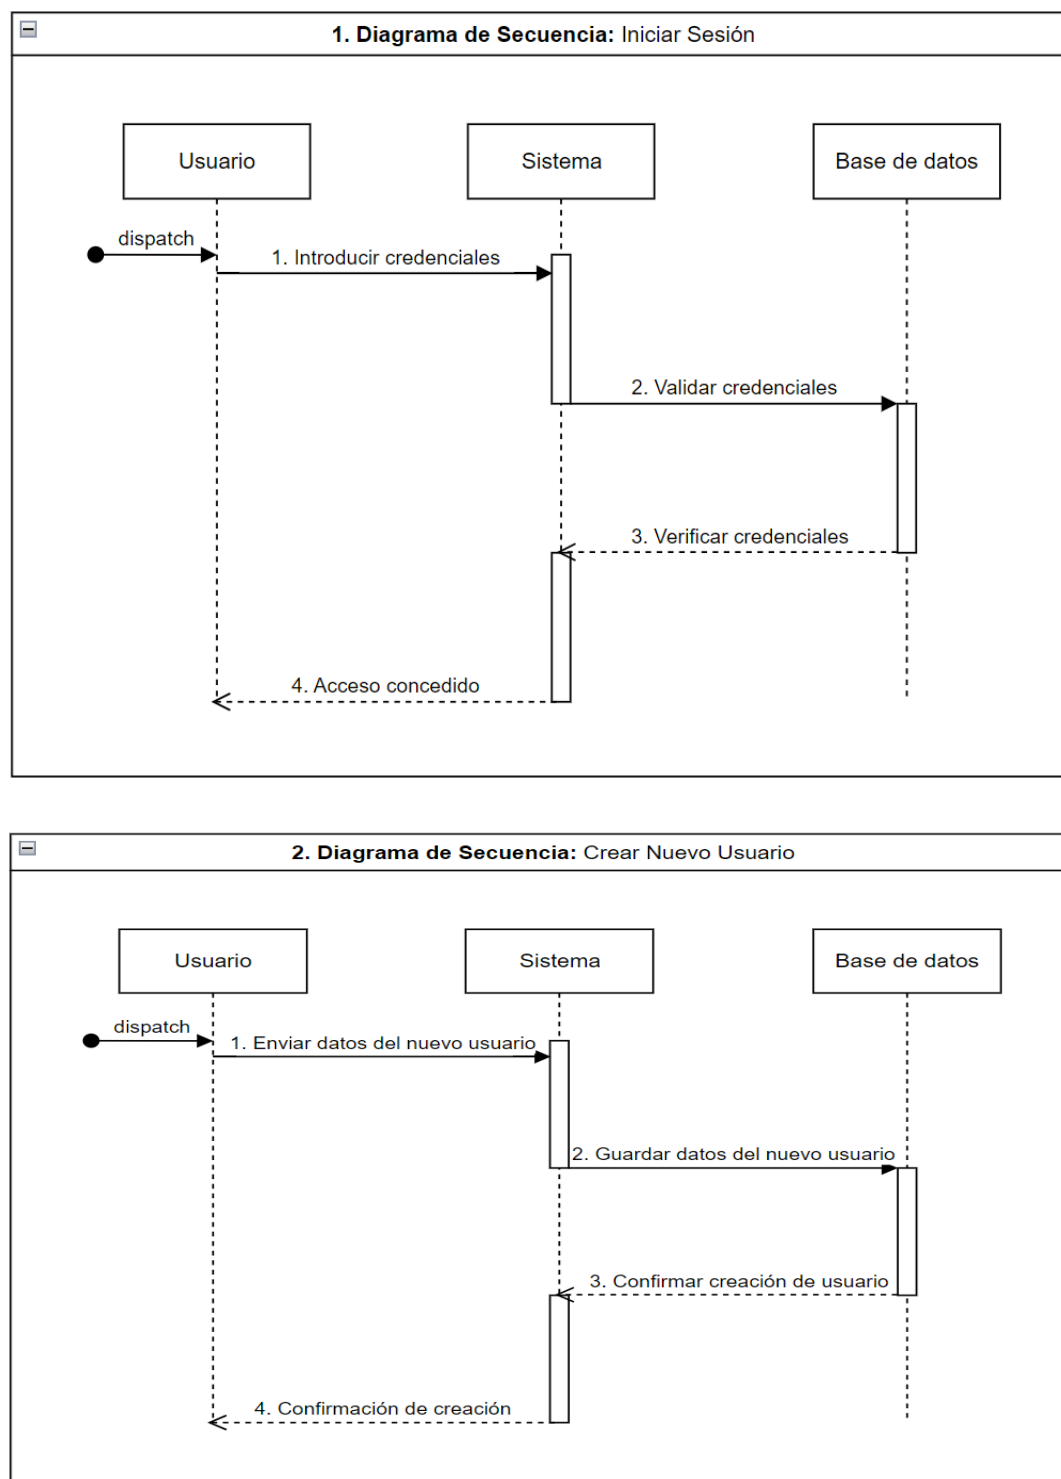 1. Diagrama de Secuencia: Iniciar Sesión
Usuario
Sistema
Base de datos
dispatch
1. Introducir credenciales
2. Validar credenciales
3. Verificar credenciales
4. Acceso concedido
2. Diagrama de Secuencia: Crear Nuevo Usuario
Usuario
Sistema
Base de datos
dispatch
1. Enviar datos del nuevo usuario
2. Guardar datos del nuevo usuario
3. Confirmar creación de usuario
4. Confirmación de creación